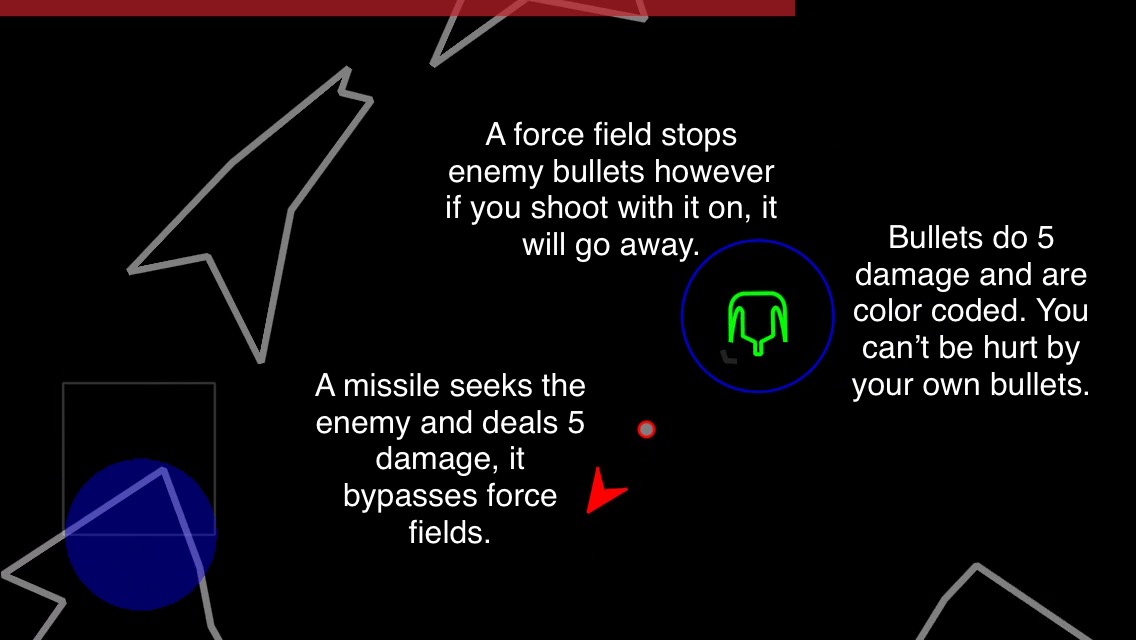 A force field stops
enemy bullets however
if you shoot with it on, it
will go away.
Bullets do 5
damage and are
color coded. You
can’t be hurt by
your own bullets.
A missile seeks the
enemy and deals 5
damage, it
bypasses force
fields.